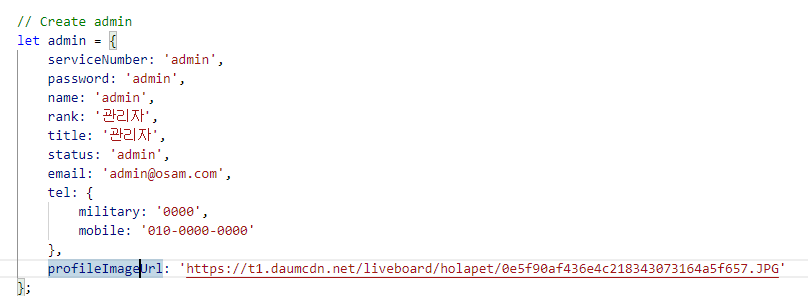 // Create admin
let admin = {
serviceNumber: 'admin',
password: 'admin',
name: 'admin',
rank: '관리자',
title: '관리자',
status: 'admin',
email: 'admin@osam.com',
tel: {
military: '0000',
mobile: '010-0000-0000'
},
profileImageUrl: 'https://t1.daumcdn.net/liveboard/holapet/0e5f90af436e4c218343073164a5f657.JPG'
};